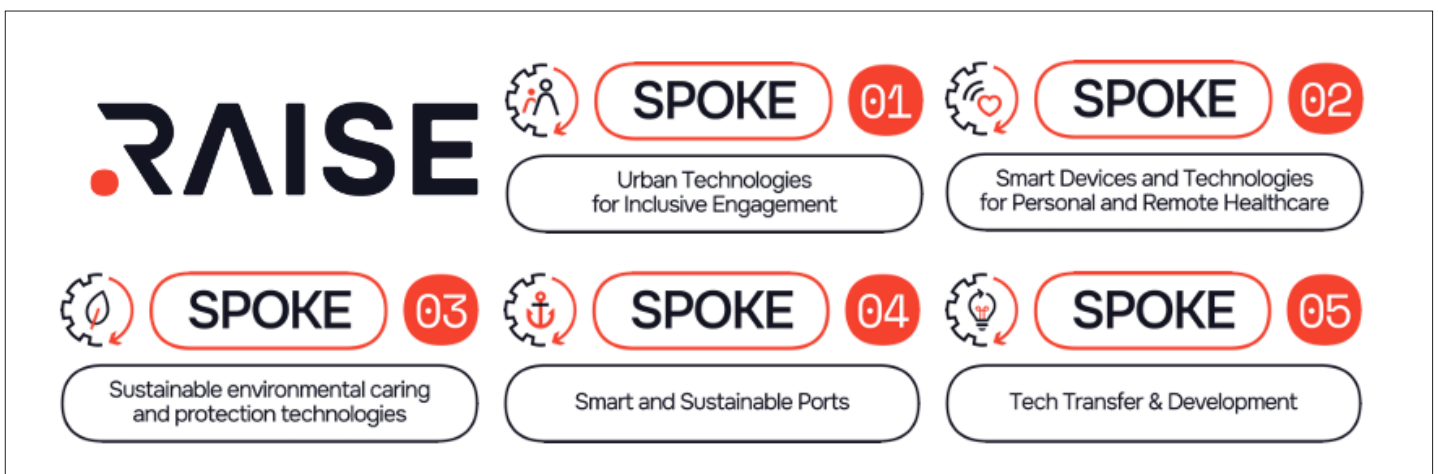 RAISE
SPOKE 01
Urban Technologies
for Inclusive Engagement
SPOKE 02
Smart Devices and Technologies
for Personal and Remote Healthcare
SPOKE 03
Sustainable environmental caring
and protection technologies
SPOKE 04
Smart and Sustainable Ports
SPOKE 05
Tech Transfer & Development